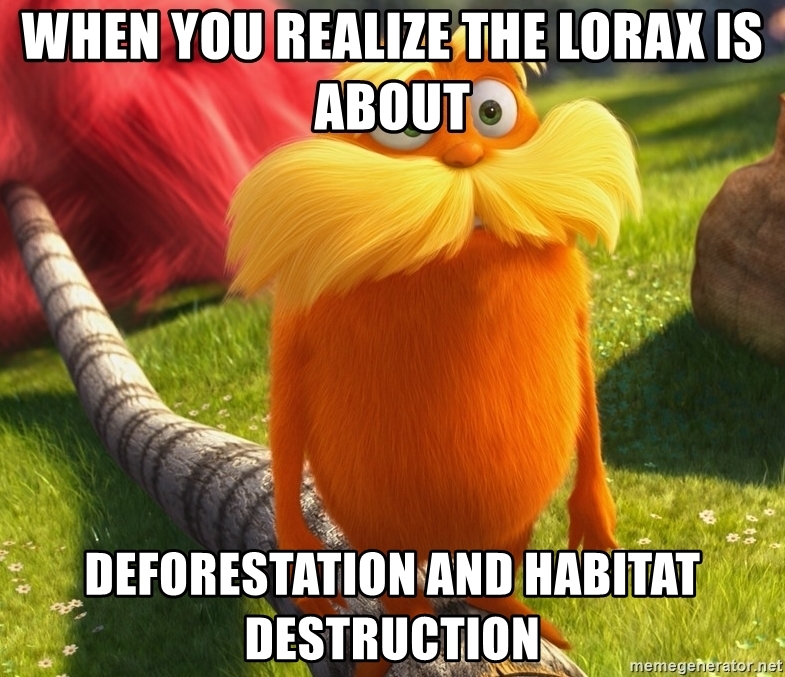 WHEN YOU REALIZE THE LORAX IS
ABOUT
DEFORESTATION AND HABITAT
DESTRUCTION
memegenerator.net